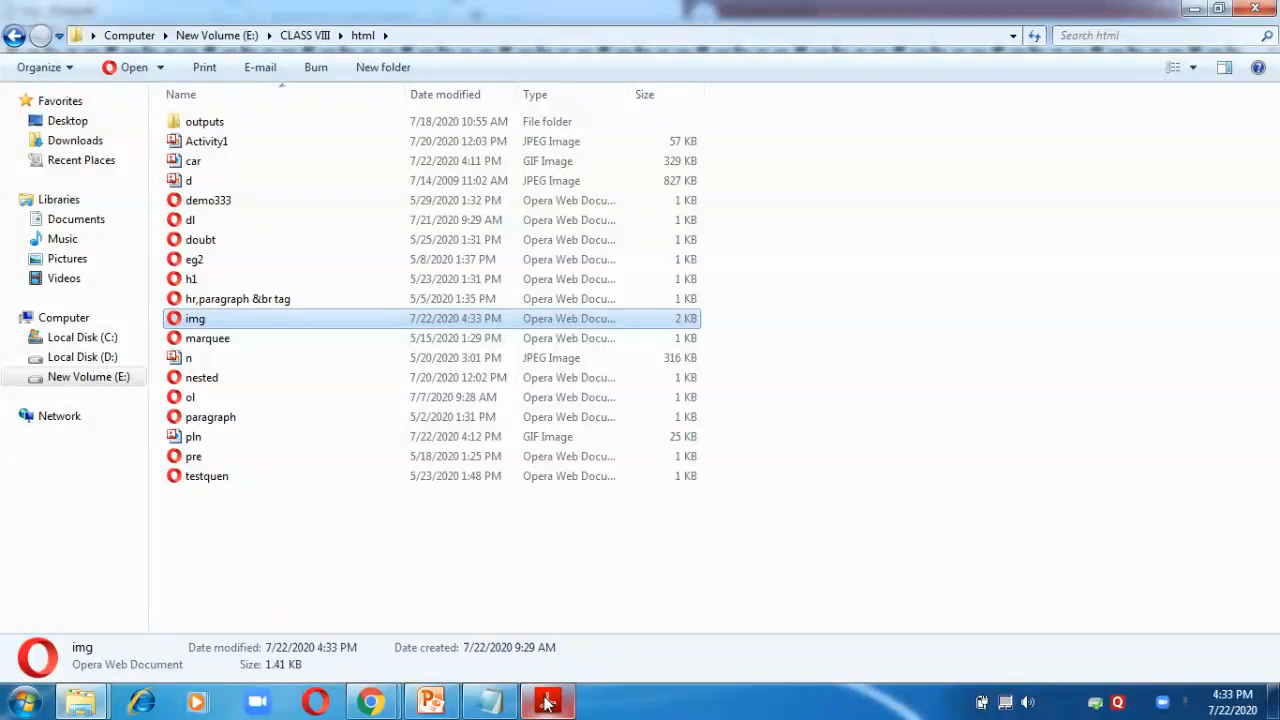 Computer New Volume (E:) CLASS VIII html
Search html
Organize Open Print E-mail Burn New folder
Name Date modified Type Size
Favorites
Desktop
Downloads
Recent Places
Libraries
Documents
Music
Pictures
Videos
Computer
Local Disk (C:)
Local Disk (D:)
New Volume (E:)
Network
outputs 7/18/2020 10:55 AM File folder
Activity1 7/20/2020 12:03 PM JPEG Image 57 KB
car 7/22/2020 4:11 PM GIF Image 329 KB
d 7/14/2009 11:02 AM JPEG Image 827 KB
demo333 5/29/2020 1:32 PM Opera Web Docu... 1 KB
dl 7/21/2020 9:29 AM Opera Web Docu... 1 KB
doubt 5/25/2020 1:31 PM Opera Web Docu... 1 KB
eg2 5/8/2020 1:37 PM Opera Web Docu... 1 KB
h1 5/23/2020 1:31 PM Opera Web Docu... 1 KB
hr,paragraph &br tag 5/5/2020 1:35 PM Opera Web Docu... 1 KB
img 7/22/2020 4:33 PM Opera Web Docu... 2 KB
marquee 5/15/2020 1:29 PM Opera Web Docu... 1 KB
n 5/20/2020 3:01 PM JPEG Image 316 KB
nested 7/20/2020 12:02 PM Opera Web Docu... 1 KB
ol 7/7/2020 9:28 AM Opera Web Docu... 1 KB
paragraph 5/2/2020 1:31 PM Opera Web Docu... 1 KB
pln 7/22/2020 4:12 PM GIF Image 25 KB
pre 5/18/2020 1:25 PM Opera Web Docu... 1 KB
testquen 5/23/2020 1:48 PM Opera Web Docu... 1 KB
img Date modified: 7/22/2020 4:33 PM Date created: 7/22/2020 9:29 AM
Opera Web Document Size: 1.41 KB
4:33 PM
7/22/2020